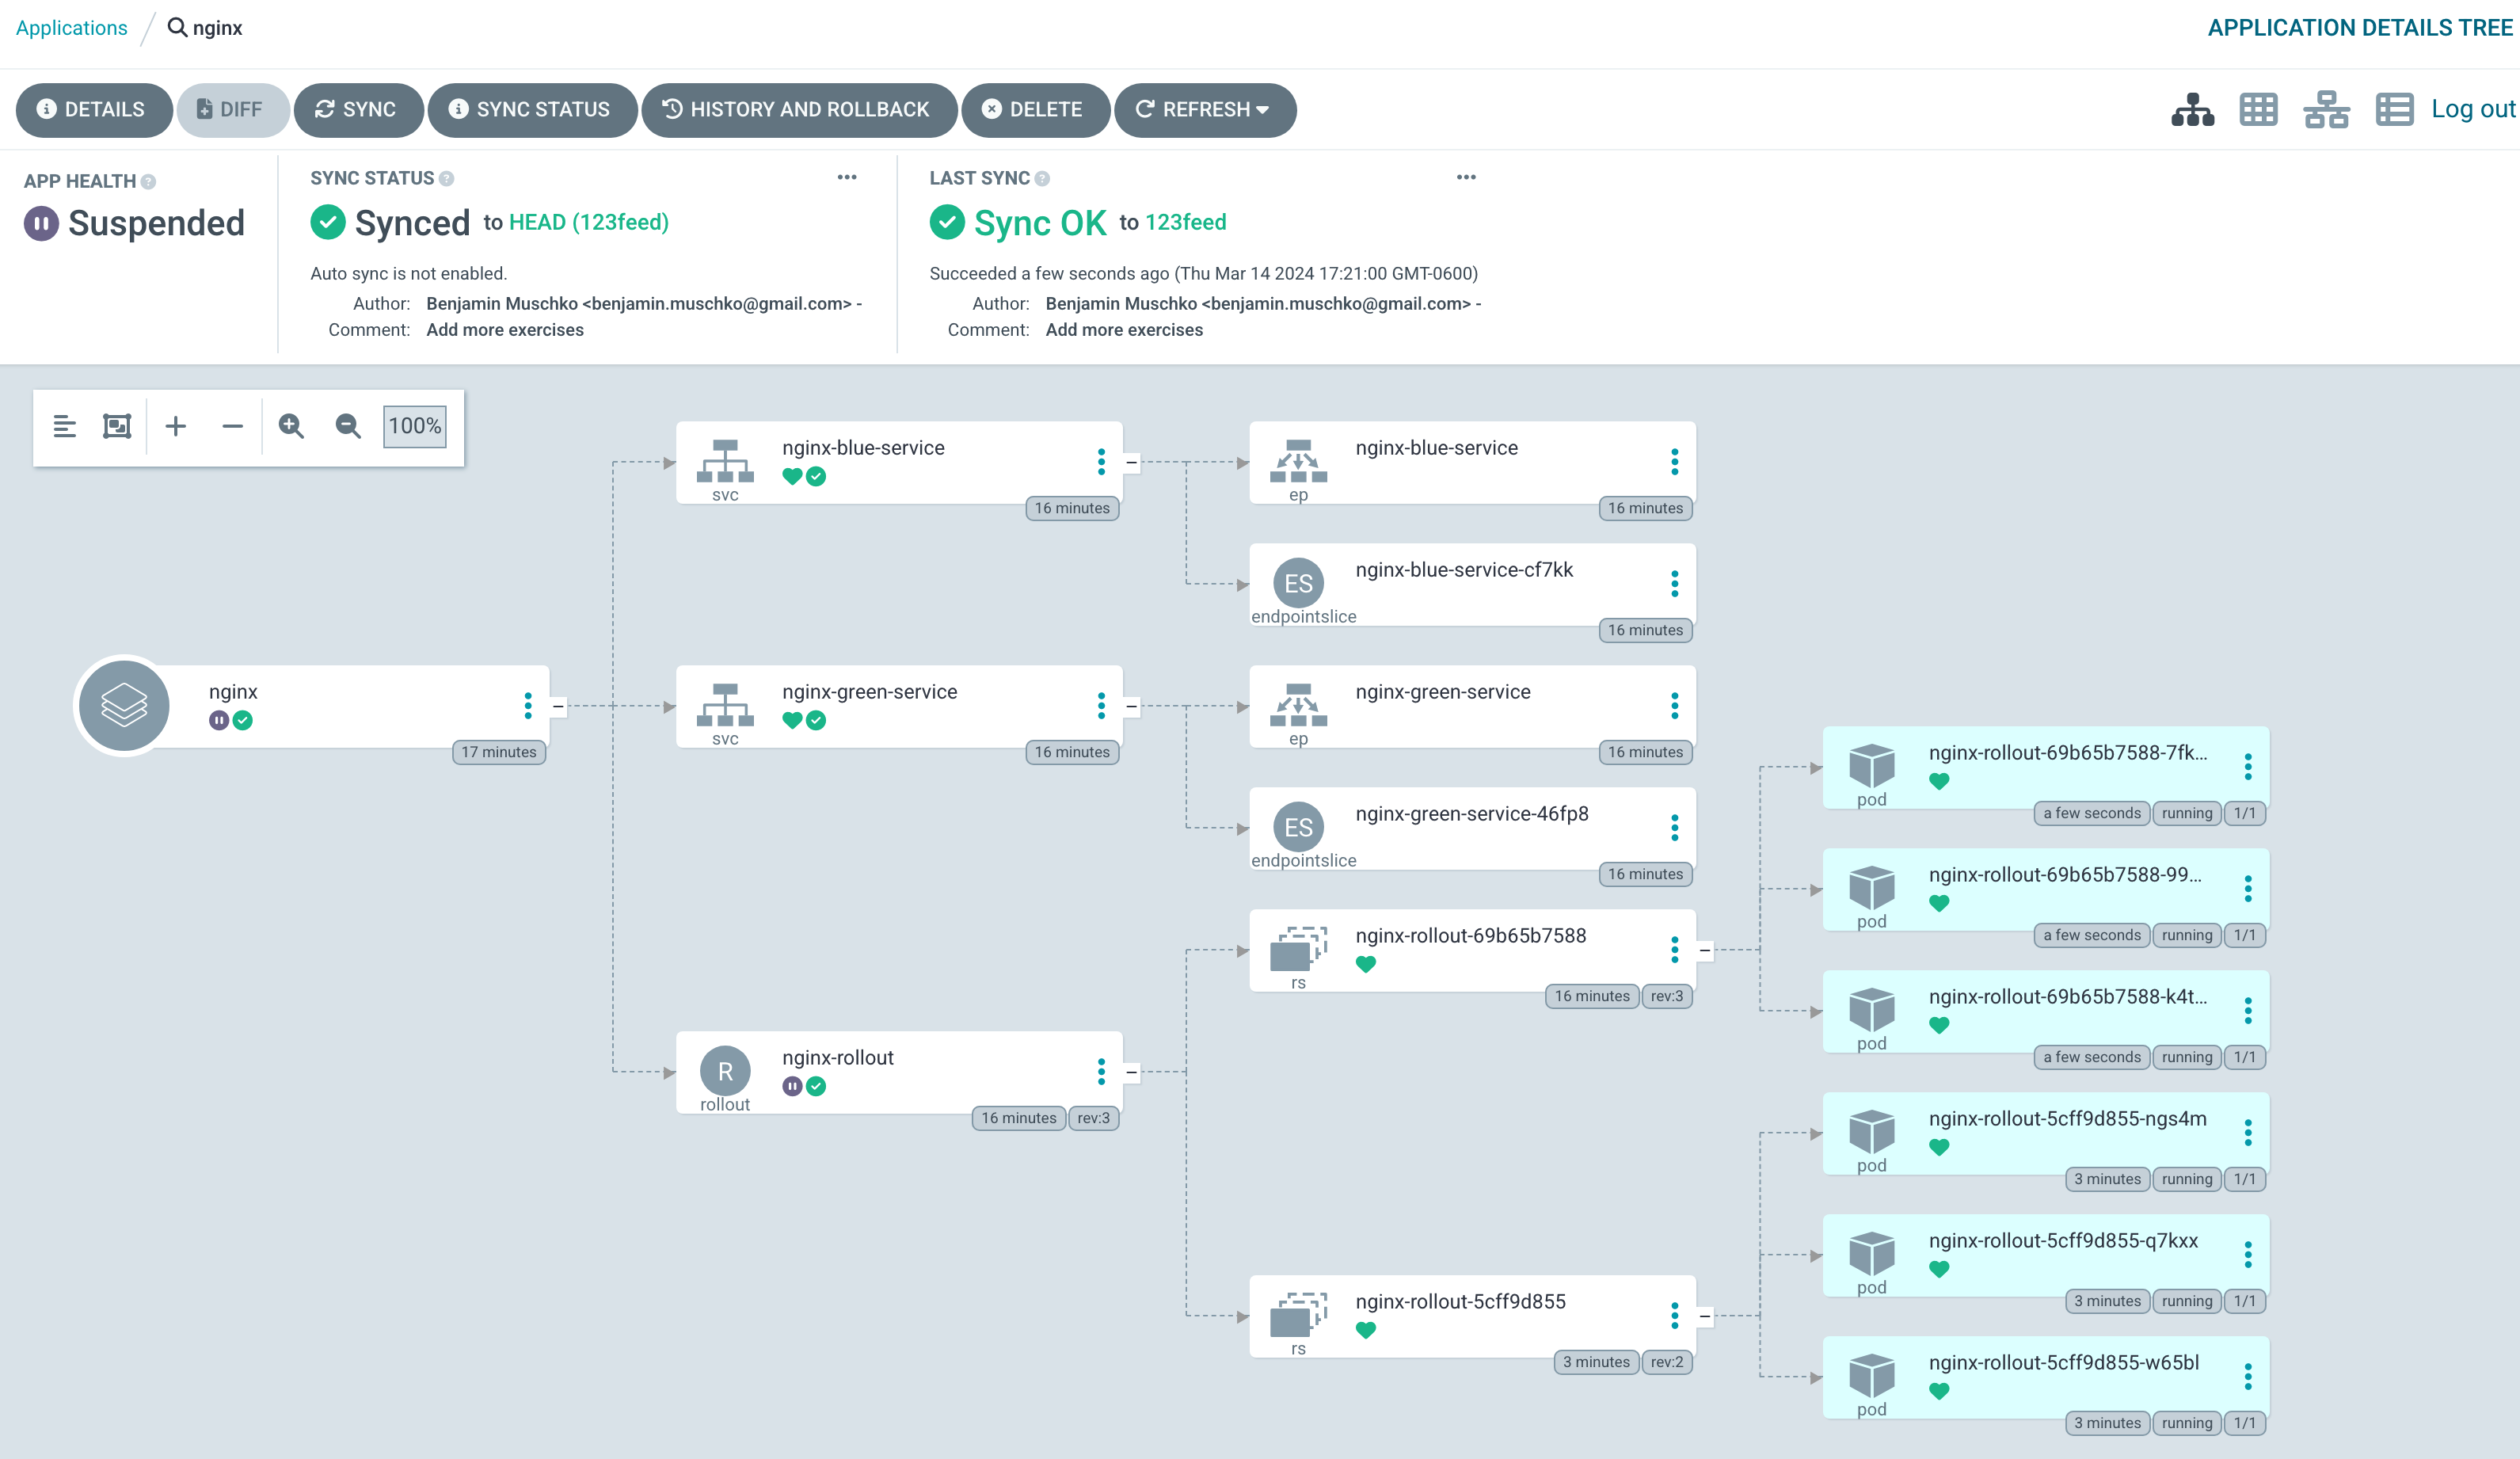 Applications / nginx
APPLICATION DETAILS TREE
DETAILS
DIFF
SYNC
SYNC STATUS
HISTORY AND ROLLBACK
DELETE
REFRESH
Log out
APP HEALTH
Suspended
SYNC STATUS
Synced to HEAD (123feed)
Auto sync is not enabled.
Author: Benjamin Muschko <benjamin.muschko@gmail.com> -
Comment: Add more exercises
LAST SYNC
Sync OK to 123feed
Succeeded a few seconds ago (Thu Mar 14 2024 17:21:00 GMT-0600)
Author: Benjamin Muschko <benjamin.muschko@gmail.com> -
Comment: Add more exercises
100%
nginx
17 minutes
nginx-blue-service
svc
16 minutes
nginx-green-service
svc
16 minutes
R
nginx-rollout
rollout
16 minutes rev:3
nginx-blue-service
ep
16 minutes
ES
nginx-blue-service-cf7kk
endpointslice
16 minutes
nginx-green-service
ep
16 minutes
ES
nginx-green-service-46fp8
endpointslice
16 minutes
nginx-rollout-69b65b7588
rs
16 minutes rev:3
nginx-rollout-5cff9d855
rs
3 minutes rev:2
nginx-rollout-69b65b7588-7fk...
pod
a few seconds running 1/1
nginx-rollout-69b65b7588-99...
pod
a few seconds running 1/1
nginx-rollout-69b65b7588-k4t...
pod
a few seconds running 1/1
nginx-rollout-5cff9d855-ngs4m
pod
3 minutes running 1/1
nginx-rollout-5cff9d855-q7kxx
pod
3 minutes running 1/1
nginx-rollout-5cff9d855-w65bl
pod
3 minutes running 1/1